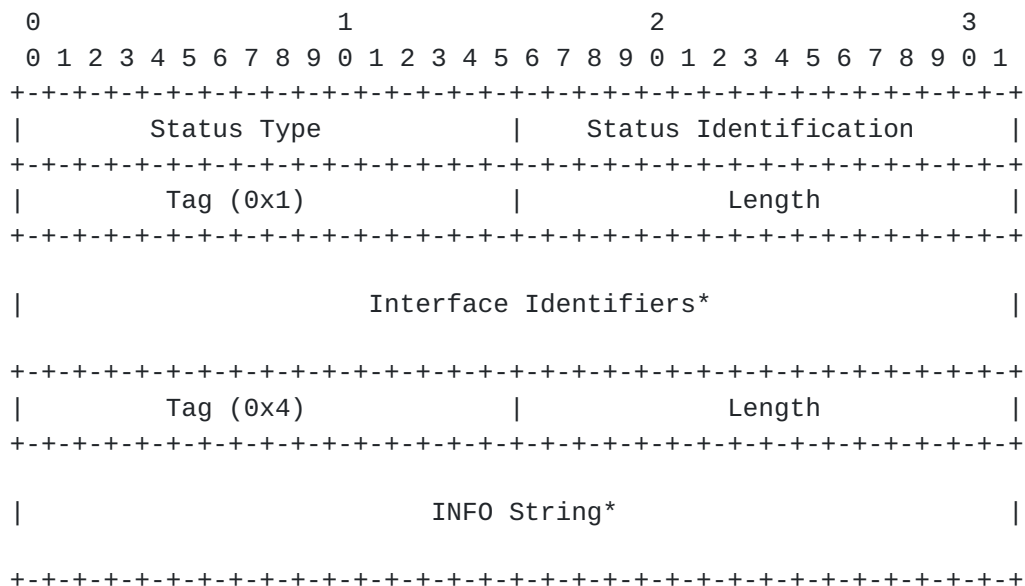 0                   1                   2                   3
 0 1 2 3 4 5 6 7 8 9 0 1 2 3 4 5 6 7 8 9 0 1 2 3 4 5 6 7 8 9 0 1
+-+-+-+-+-+-+-+-+-+-+-+-+-+-+-+-+-+-+-+-+-+-+-+-+-+-+-+-+-+-+-+-+
|        Status Type            |    Status Identification      |
+-+-+-+-+-+-+-+-+-+-+-+-+-+-+-+-+-+-+-+-+-+-+-+-+-+-+-+-+-+-+-+-+
|         Tag (0x1)             |             Length            |
+-+-+-+-+-+-+-+-+-+-+-+-+-+-+-+-+-+-+-+-+-+-+-+-+-+-+-+-+-+-+-+-+
|                      Interface Identifiers*                   |
+-+-+-+-+-+-+-+-+-+-+-+-+-+-+-+-+-+-+-+-+-+-+-+-+-+-+-+-+-+-+-+-+
|         Tag (0x4)             |             Length            |
+-+-+-+-+-+-+-+-+-+-+-+-+-+-+-+-+-+-+-+-+-+-+-+-+-+-+-+-+-+-+-+-+
|                          INFO String*                         |
+-+-+-+-+-+-+-+-+-+-+-+-+-+-+-+-+-+-+-+-+-+-+-+-+-+-+-+-+-+-+-+-+